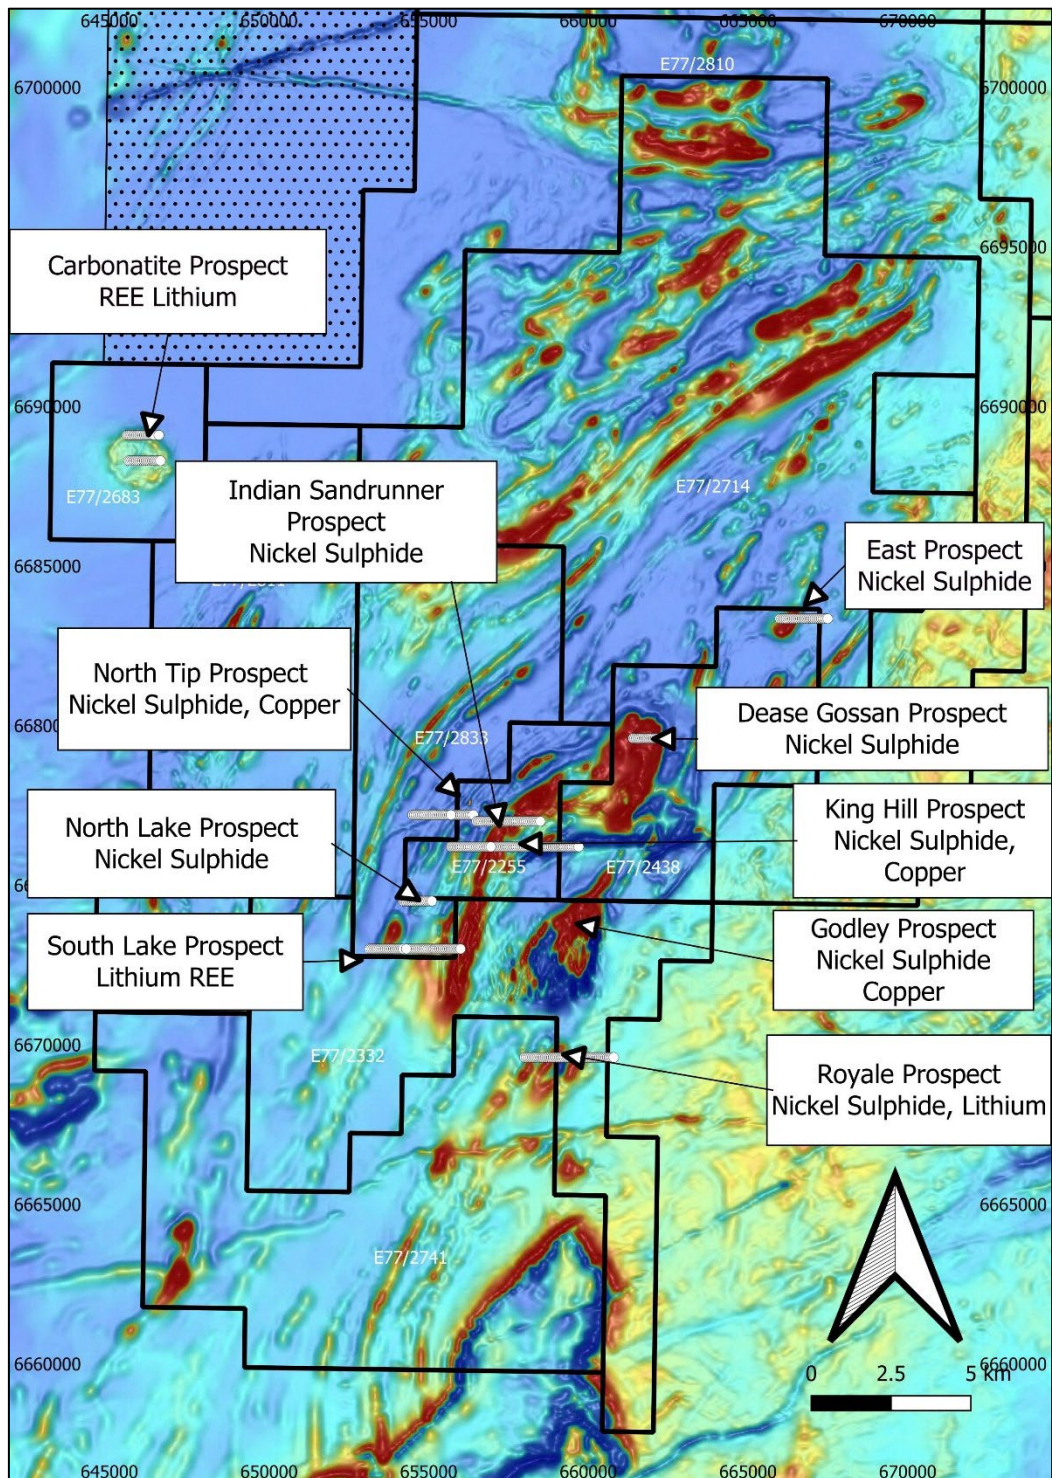 645000
650000
655000
660000
665000
670000
E77/2810
6700000
6700000
6695000
Carbonatite Prospect
REE Lithium
6690000
6690000
E77/2683
Indian Sandrunner
Prospect
Nickel Sulphide
E77/2714
East Prospect
Nickel Sulphide
6685000
North Tip Prospect
Nickel Sulphide, Copper
Dease Gossan Prospect
Nickel Sulphide
E77/2833
North Lake Prospect
Nickel Sulphide
King Hill Prospect
Nickel Sulphide,
Copper
E77/2255
E77/2438
South Lake Prospect
Lithium REE
Godley Prospect
Nickel Sulphide
Copper
6670000
E77/2332
Royale Prospect
Nickel Sulphide, Lithium
6665000
6665000
E77/2741
6660000
6660000
0 2.5 5 km
645000
650000
655000
660000
665000
670000